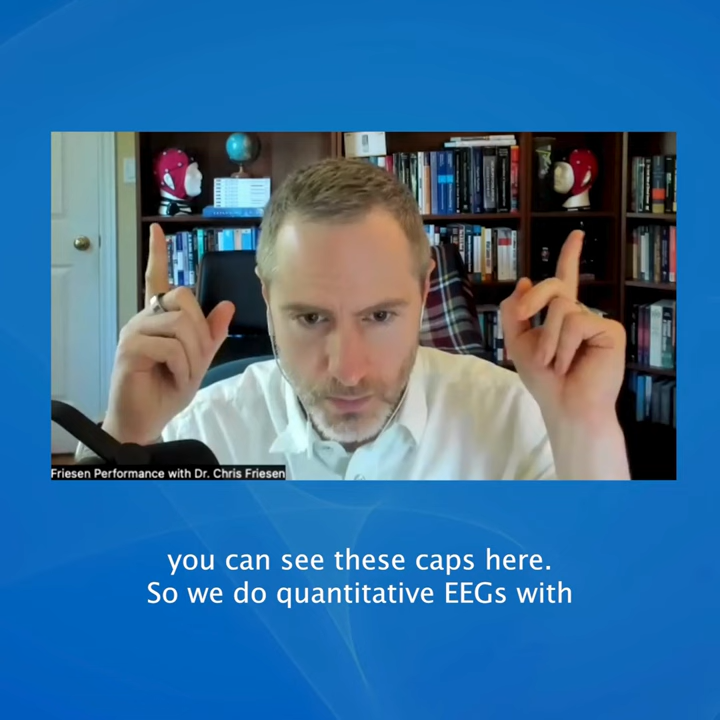 Friesen Performance with Dr. Chris Friesen
you can see these caps here.
So we do quantitative EEGs with